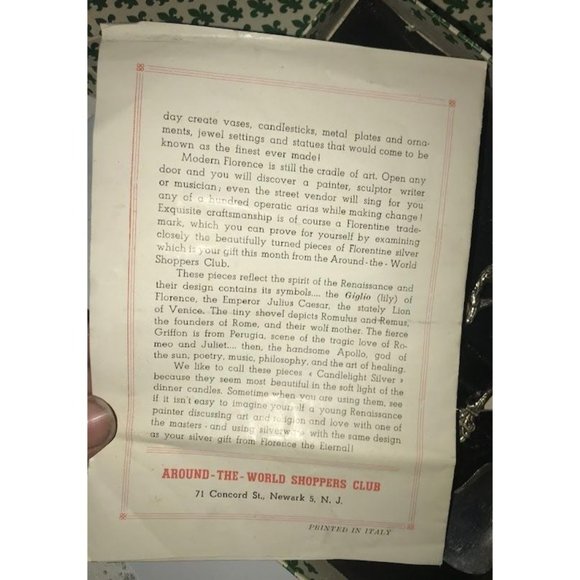 day create vases, candlesticks, metal plates and orna-
ments, jewel settings and statues that would come to be
known as the finest ever made!
Modern Florence is still the cradle of art. Open any
door and you will discover a painter, sculptor writer
or musician; even the street vendor will sing for you
any of a hundred operatic arias while making change!
Exquisite craftsmanship is of course a Florentine trade-
mark, which you can prove for yourself by examining
closely the beautifully turned pieces of Florentine silver
which is your gift this month from the Around-the-World
Shoppers Club.
These pieces reflect the spirit of the Renaissance and
their design contains its symbols.... the Giglio (lily) of
Florence, the Emperor Julius Caesar, the stately Lion
of Venice. The tiny shovel depicts Romulus and Remus,
the founders of Rome, and their wolf mother. The fierce
Griffon is from Perugia, scene of the tragic love of Ro-
meo and Juliet.... then, the handsome Apollo, god of
the sun, poetry, music, philosophy, and the art of healing.
We like to call these pieces « Candlelight Silver »
because they seem most beautiful in the soft light of the
dinner candles. Sometime when you are using them, see
if it isn't easy to imagine yourself a young Renaissance
painter discussing art and religion and love with one of
the masters - and using silver with the same design
as your silver gift from Florence the Eternal!
AROUND-THE-WORLD SHOPPERS CLUB
71 Concord St., Newark 5, N. J.
PRINTED IN ITALY